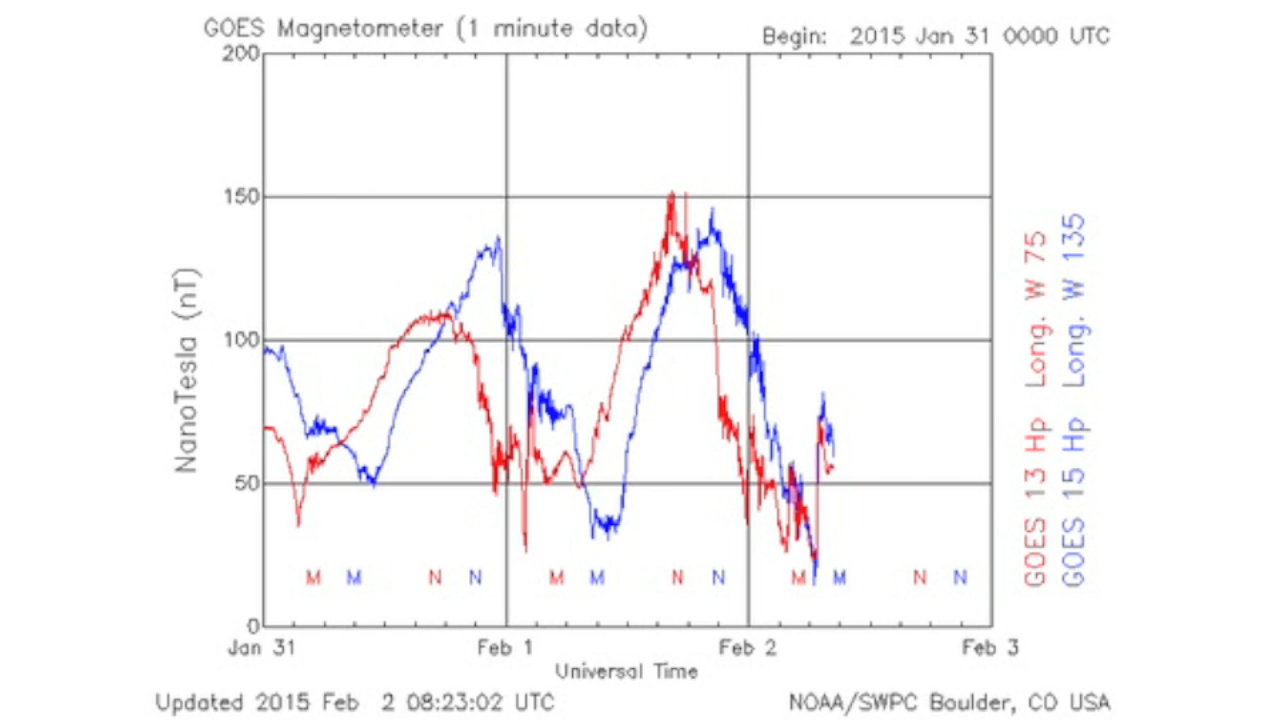 GOES Magnetometer (1 minute data)
Begin: 2015 Jan 31 0000 UTC
200
150
100
50
0
NanoTesla (nT)
M M N N M M N N M M N N
Jan 31 Feb 1 Feb 2 Feb 3
Universal Time
GOES 13 Hp Long. W 75
GOES 15 Hp Long. W 135
Updated 2015 Feb 2 08:23:02 UTC
NOAA/SWPC Boulder, CO USA